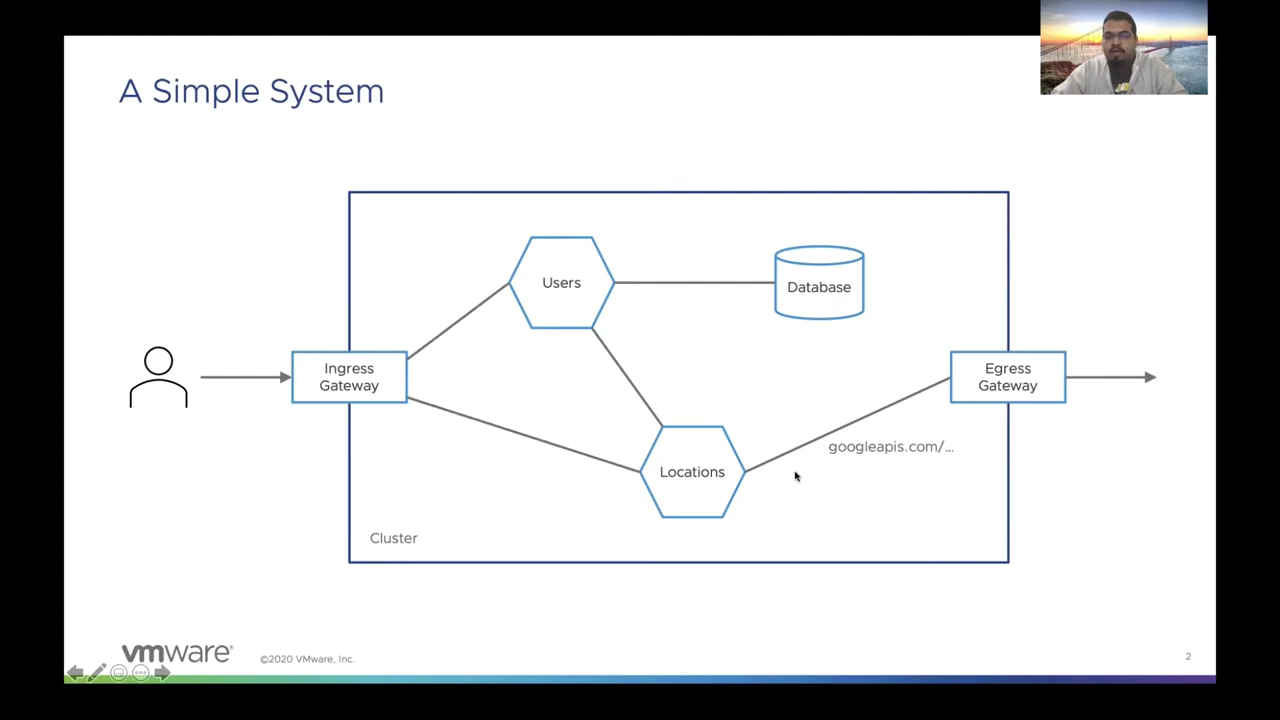 A Simple System
Users
Database
Ingress
Gateway
Egress
Gateway
googleapis.com/...
Locations
Cluster
vmware®
©2020 VMware, Inc.
2